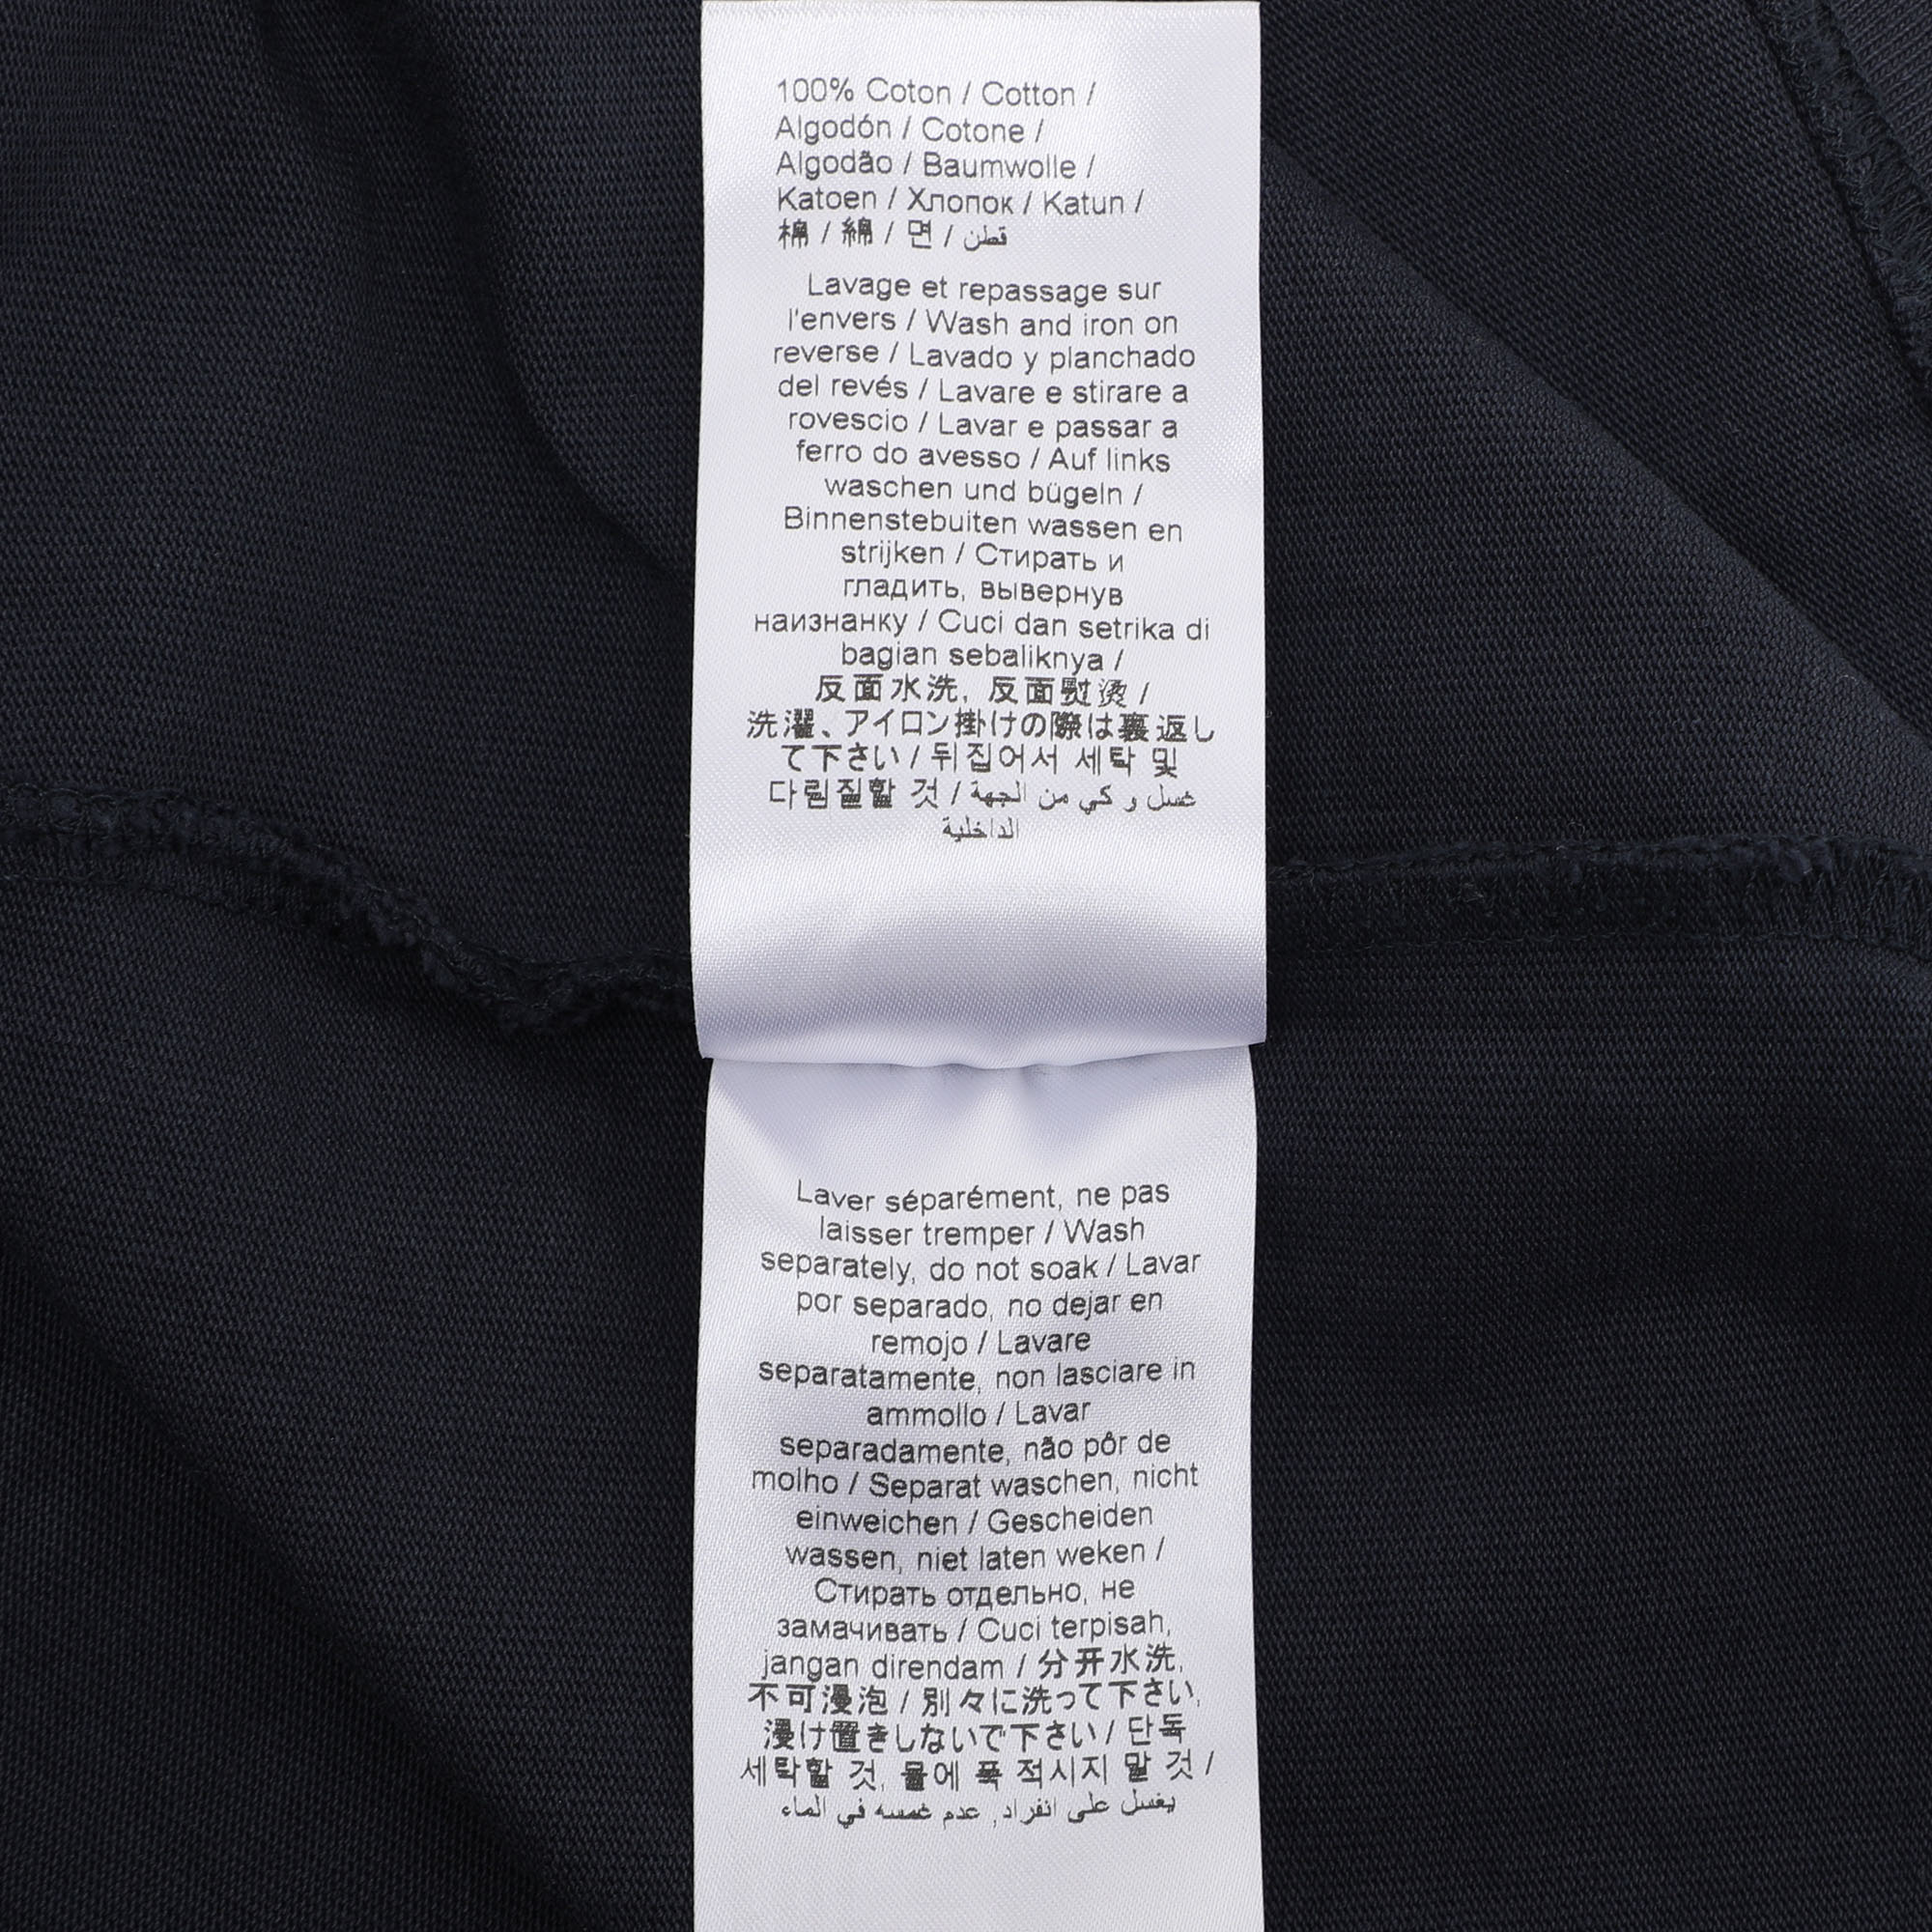 100% Coton / Cotton /
Algodón / Cotone /
Algodão / Baumwolle /
Katoen / Хлопок / Katun /
棉 / 綿 / 면 / قطن
Lavage et repassage sur
l'envers / Wash and iron on
reverse / Lavado y planchado
del revés / Lavare e stirare a
rovescio / Lavar e passar a
ferro do avesso / Auf links
waschen und bügeln /
Binnenstebuiten wassen en
strijken / Стирать и
гладить, вывернув
наизнанку / Cuci dan setrika di
bagian sebaliknya /
反面水洗, 反面熨烫 /
洗濯、アイロン掛けの際は裏返し
て下さい / 뒤집어서 세탁 및
다림질할 것 / غسل و كي من الجهة
الداخلية
Laver séparément, ne pas
laisser tremper / Wash
separately, do not soak / Lavar
por separado, no dejar en
remojo / Lavare
separatamente, non lasciare in
ammollo / Lavar
separadamente, não pôr de
molho / Separat waschen, nicht
einweichen / Gescheiden
wassen, niet laten weken /
Стирать отдельно, не
замачивать / Cuci terpisah,
jangan direndam / 分开水洗,
不可浸泡 / 別々に洗って下さい,
浸け置きしないで下さい / 단독
세탁할 것, 물에 푹 적시지 말 것 /
يغسل على انفراد, عدم غمسه في الماء